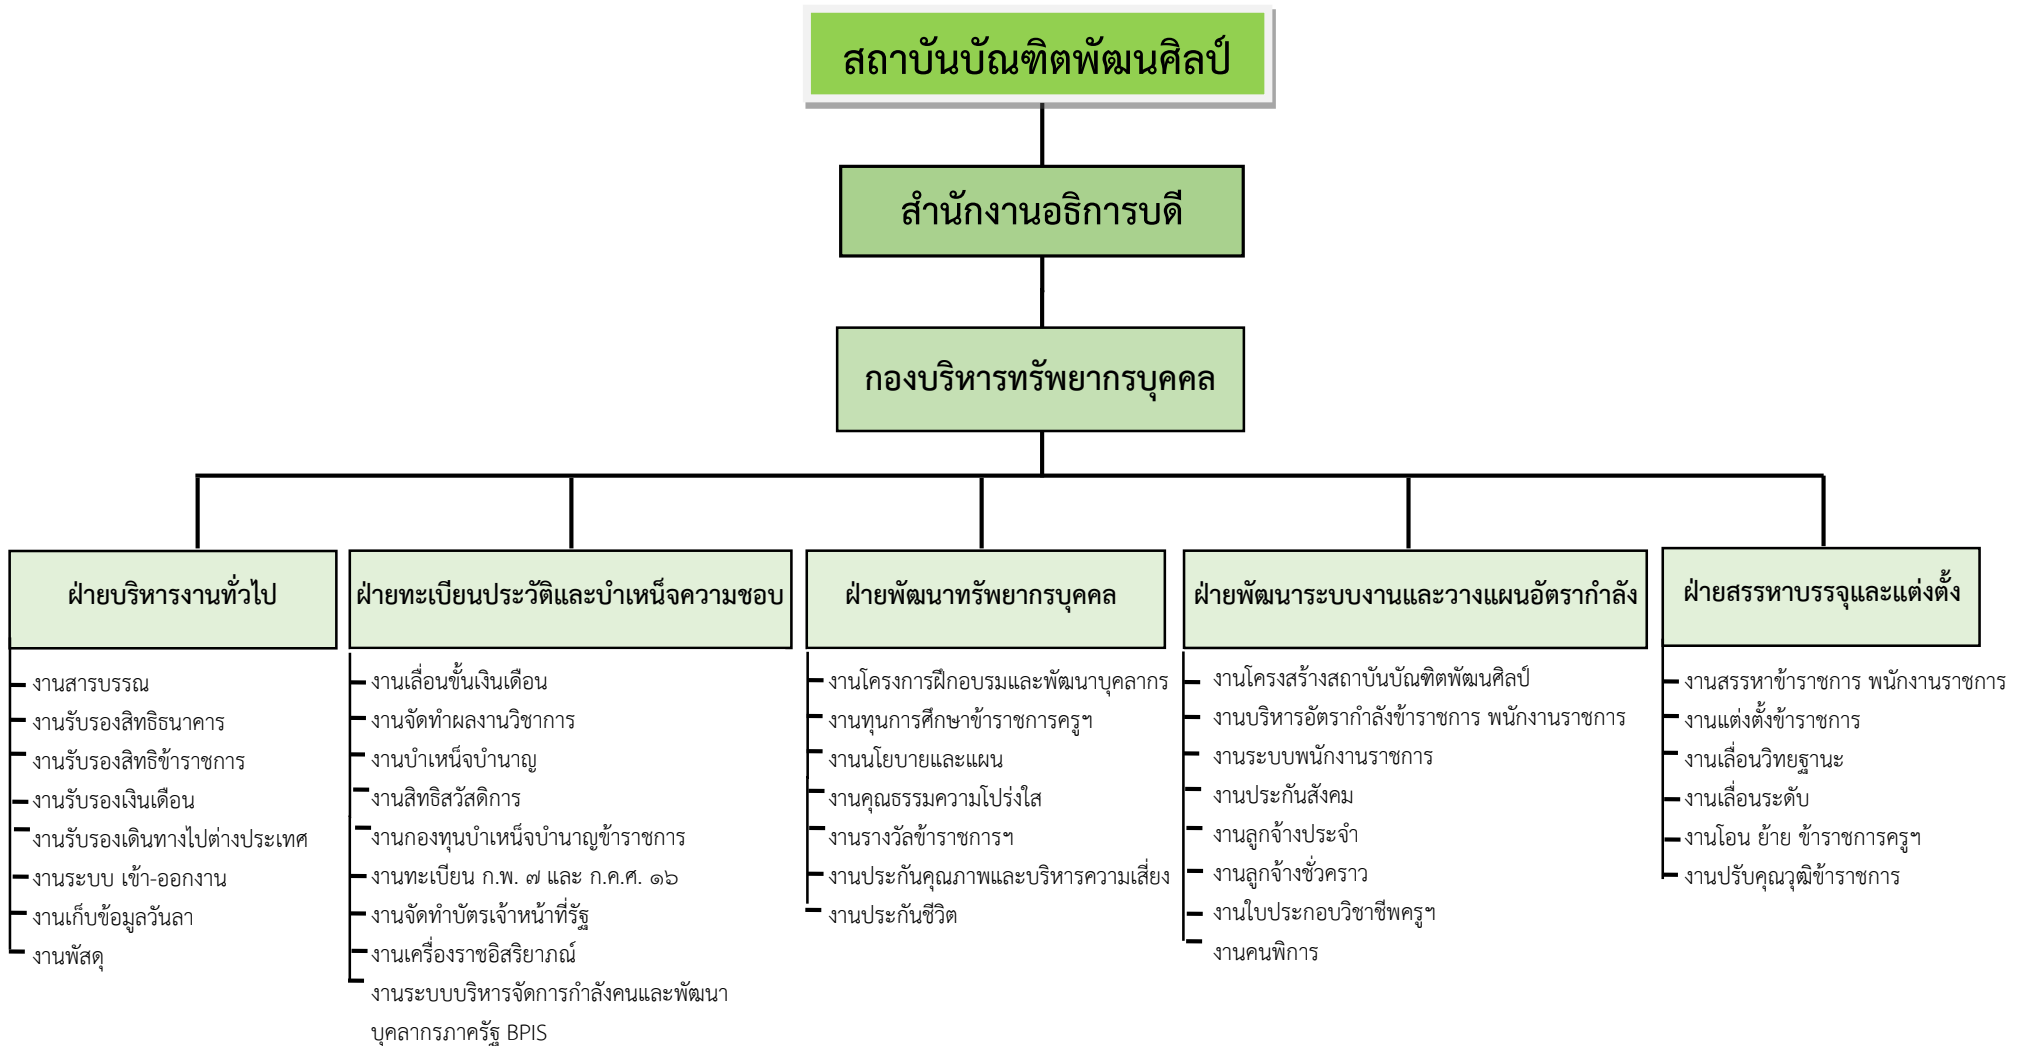 สถาบันบัณฑิตพัฒนศิลป์
สำนักงานอธิการบดี
กองบริหารทรัพยากรบุคคล
ฝ่ายบริหารงานทั่วไป
งานสารบรรณ
งานรับรองสิทธิธนาคาร
งานรับรองสิทธิข้าราชการ
งานรับรองเงินเดือน
งานรับรองเดินทางไปต่างประเทศ
งานระบบ เข้า-ออกงาน
งานเก็บข้อมูลวันลา
งานพัสดุ
ฝ่ายทะเบียนประวัติและบำเหน็จความชอบ
งานเลื่อนขั้นเงินเดือน
งานจัดทำผลงานวิชาการ
งานบำเหน็จบำนาญ
งานสิทธิสวัสดิการ
งานกองทุนบำเหน็จบำนาญข้าราชการ
งานทะเบียน ก.พ. ๗ และ ก.ค.ศ. ๑๖
งานจัดทำบัตรเจ้าหน้าที่รัฐ
งานเครื่องราชอิสริยาภณ์
งานระบบบริหารจัดการกำลังคนและพัฒนา
บุคลากรภาครัฐ BPIS
ฝ่ายพัฒนาทรัพยากรบุคคล
งานโครงการฝึกอบรมและพัฒนาบุคลากร
งานทุนการศึกษาข้าราชการครูฯ
งานนโยบายและแผน
งานคุณธรรมความโปร่งใส
งานรางวัลข้าราชการฯ
งานประกันคุณภาพและบริหารความเสี่ยง
งานประกันชีวิต
ฝ่ายพัฒนาระบบงานและวางแผนอัตรากำลัง
งานโครงสร้างสถาบันบัณฑิตพัฒนศิลป์
งานบริหารอัตรากำลังข้าราชการ พนักงานราชการ
งานระบบพนักงานราชการ
งานประกันสังคม
งานลูกจ้างประจำ
งานลูกจ้างชั่วคราว
งานใบประกอบวิชาชีพครูฯ
งานคนพิการ
ฝ่ายสรรหาบรรจุและแต่งตั้ง
งานสรรหาข้าราชการ พนักงานราชการ
งานแต่งตั้งข้าราชการ
งานเลื่อนวิทยฐานะ
งานเลื่อนระดับ
งานโอน ย้าย ข้าราชการครูฯ
งานปรับคุณวุฒิข้าราชการ